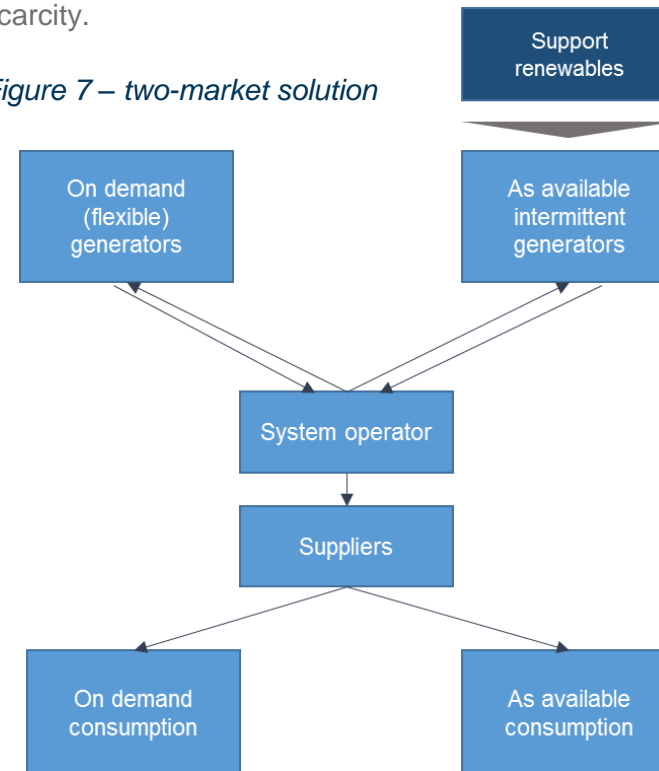 carcity.
Support
renewables
igure 7 – two-market solution
On demand
(flexible)
generators
As available
intermittent
generators
System operator
Suppliers
On demand
consumption
As available
consumption